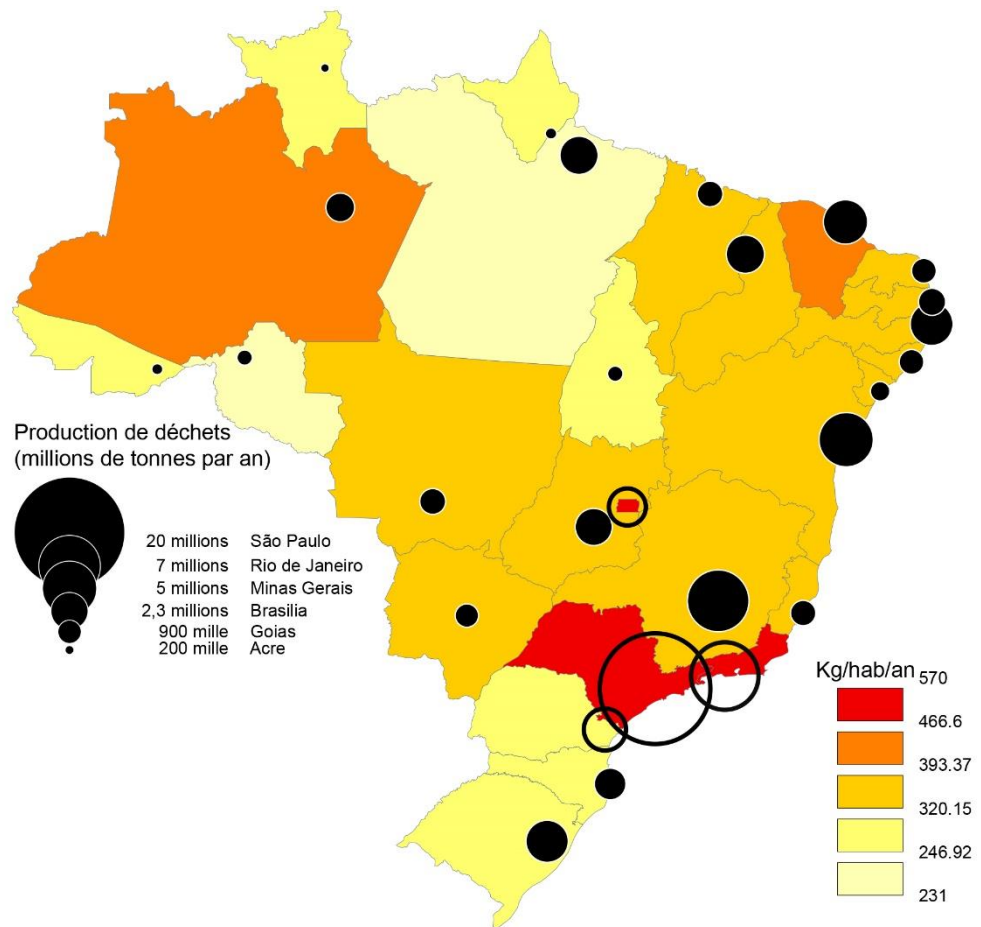 Production de déchets
(millions de tonnes par an)
20 millions São Paulo
7 millions Rio de Janeiro
5 millions Minas Gerais
2,3 millions Brasilia
900 mille Goias
200 mille Acre
Kg/hab/an 570
466.6
393.37
320.15
246.92
231